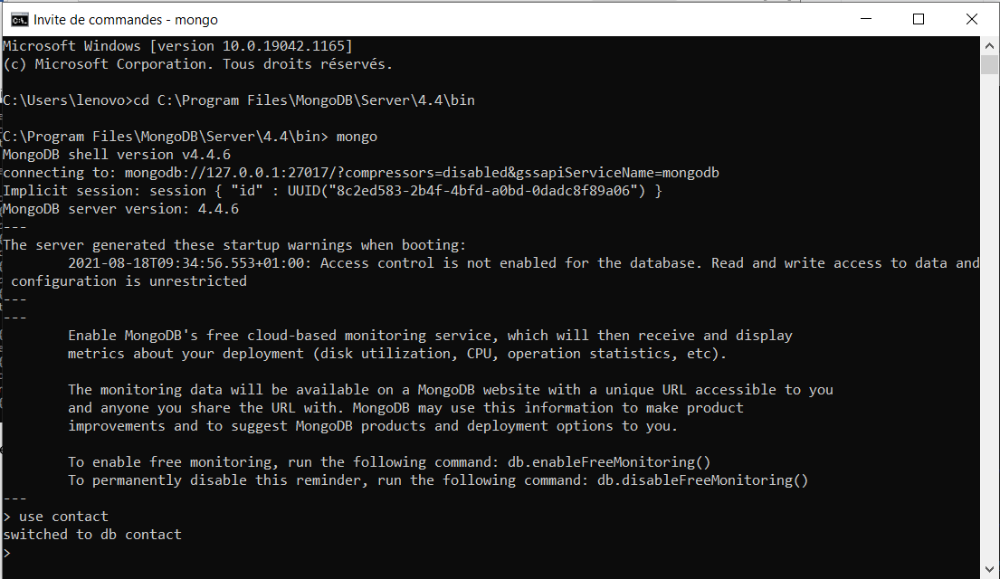 Invite de commandes - mongo
Microsoft Windows [version 10.0.19042.1165]
(c) Microsoft Corporation. Tous droits réservés.
C:\Users\lenovo>cd C:\Program Files\MongoDB\Server\4.4\bin
C:\Program Files\MongoDB\Server\4.4\bin> mongo
MongoDB shell version v4.4.6
connecting to: mongodb://127.0.0.1:27017/?compressors=disabled&gssapiServiceName=mongodb
Implicit session: session { "id" : UUID("8c2ed583-2b4f-4bfd-a0bd-0dadc8f89a06") }
MongoDB server version: 4.4.6
---
The server generated these startup warnings when booting:
        2021-08-18T09:34:56.553+01:00: Access control is not enabled for the database. Read and write access to data and
 configuration is unrestricted
---
---
        Enable MongoDB's free cloud-based monitoring service, which will then receive and display
        metrics about your deployment (disk utilization, CPU, operation statistics, etc).
        The monitoring data will be available on a MongoDB website with a unique URL accessible to you
        and anyone you share the URL with. MongoDB may use this information to make product
        improvements and to suggest MongoDB products and deployment options to you.
        To enable free monitoring, run the following command: db.enableFreeMonitoring()
        To permanently disable this reminder, run the following command: db.disableFreeMonitoring()
---
> use contact
switched to db contact
>